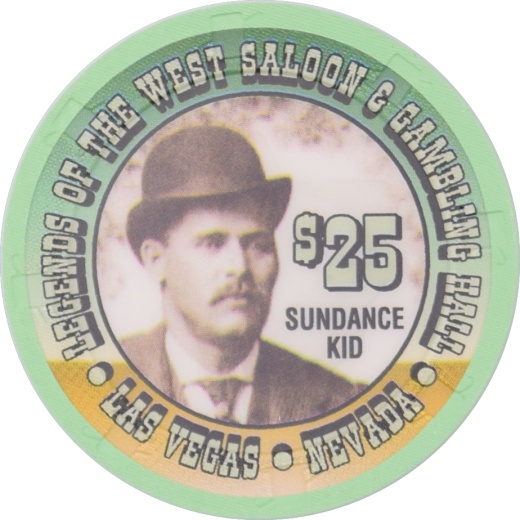 LEGENDS OF THE WEST SALOON & GAMBLING HALL
$25
SUNDANCE
KID
• LAS VEGAS • NEVADA •